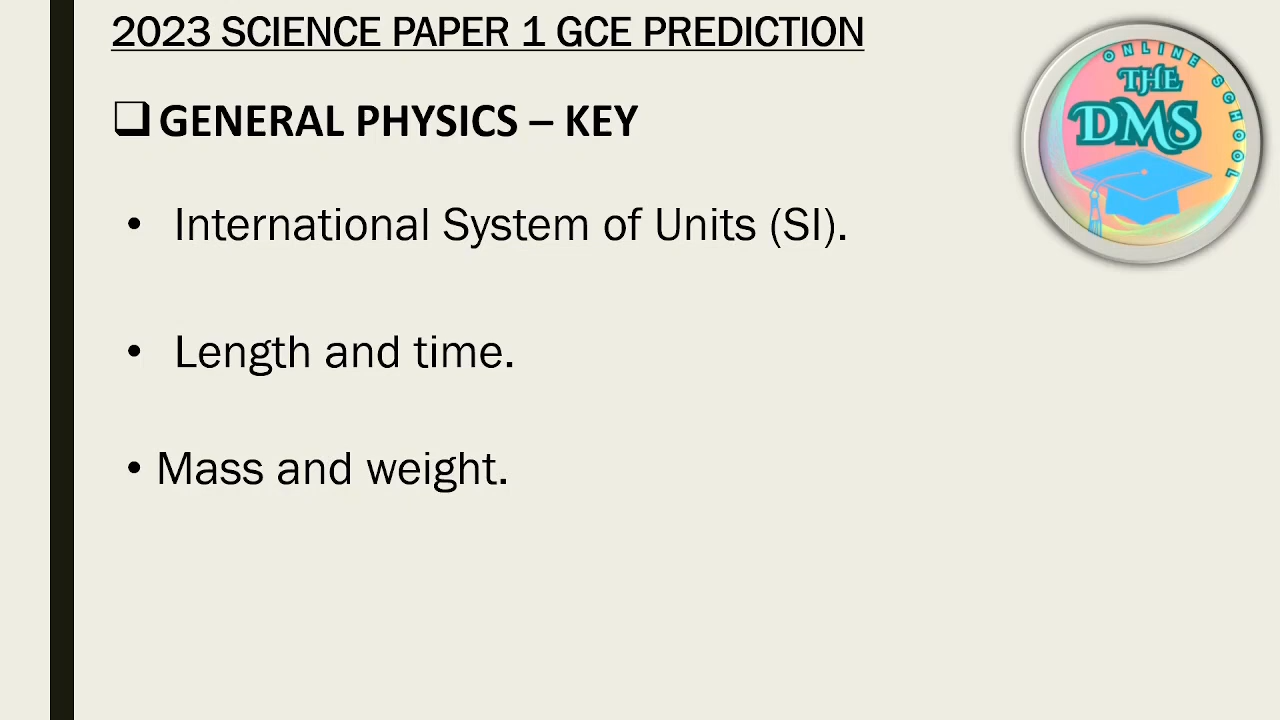 2023 SCIENCE PAPER 1 GCE PREDICTION
❑ GENERAL PHYSICS – KEY
• International System of Units (SI).
• Length and time.
• Mass and weight.
ONLINE SCHOOL
THE
DMS